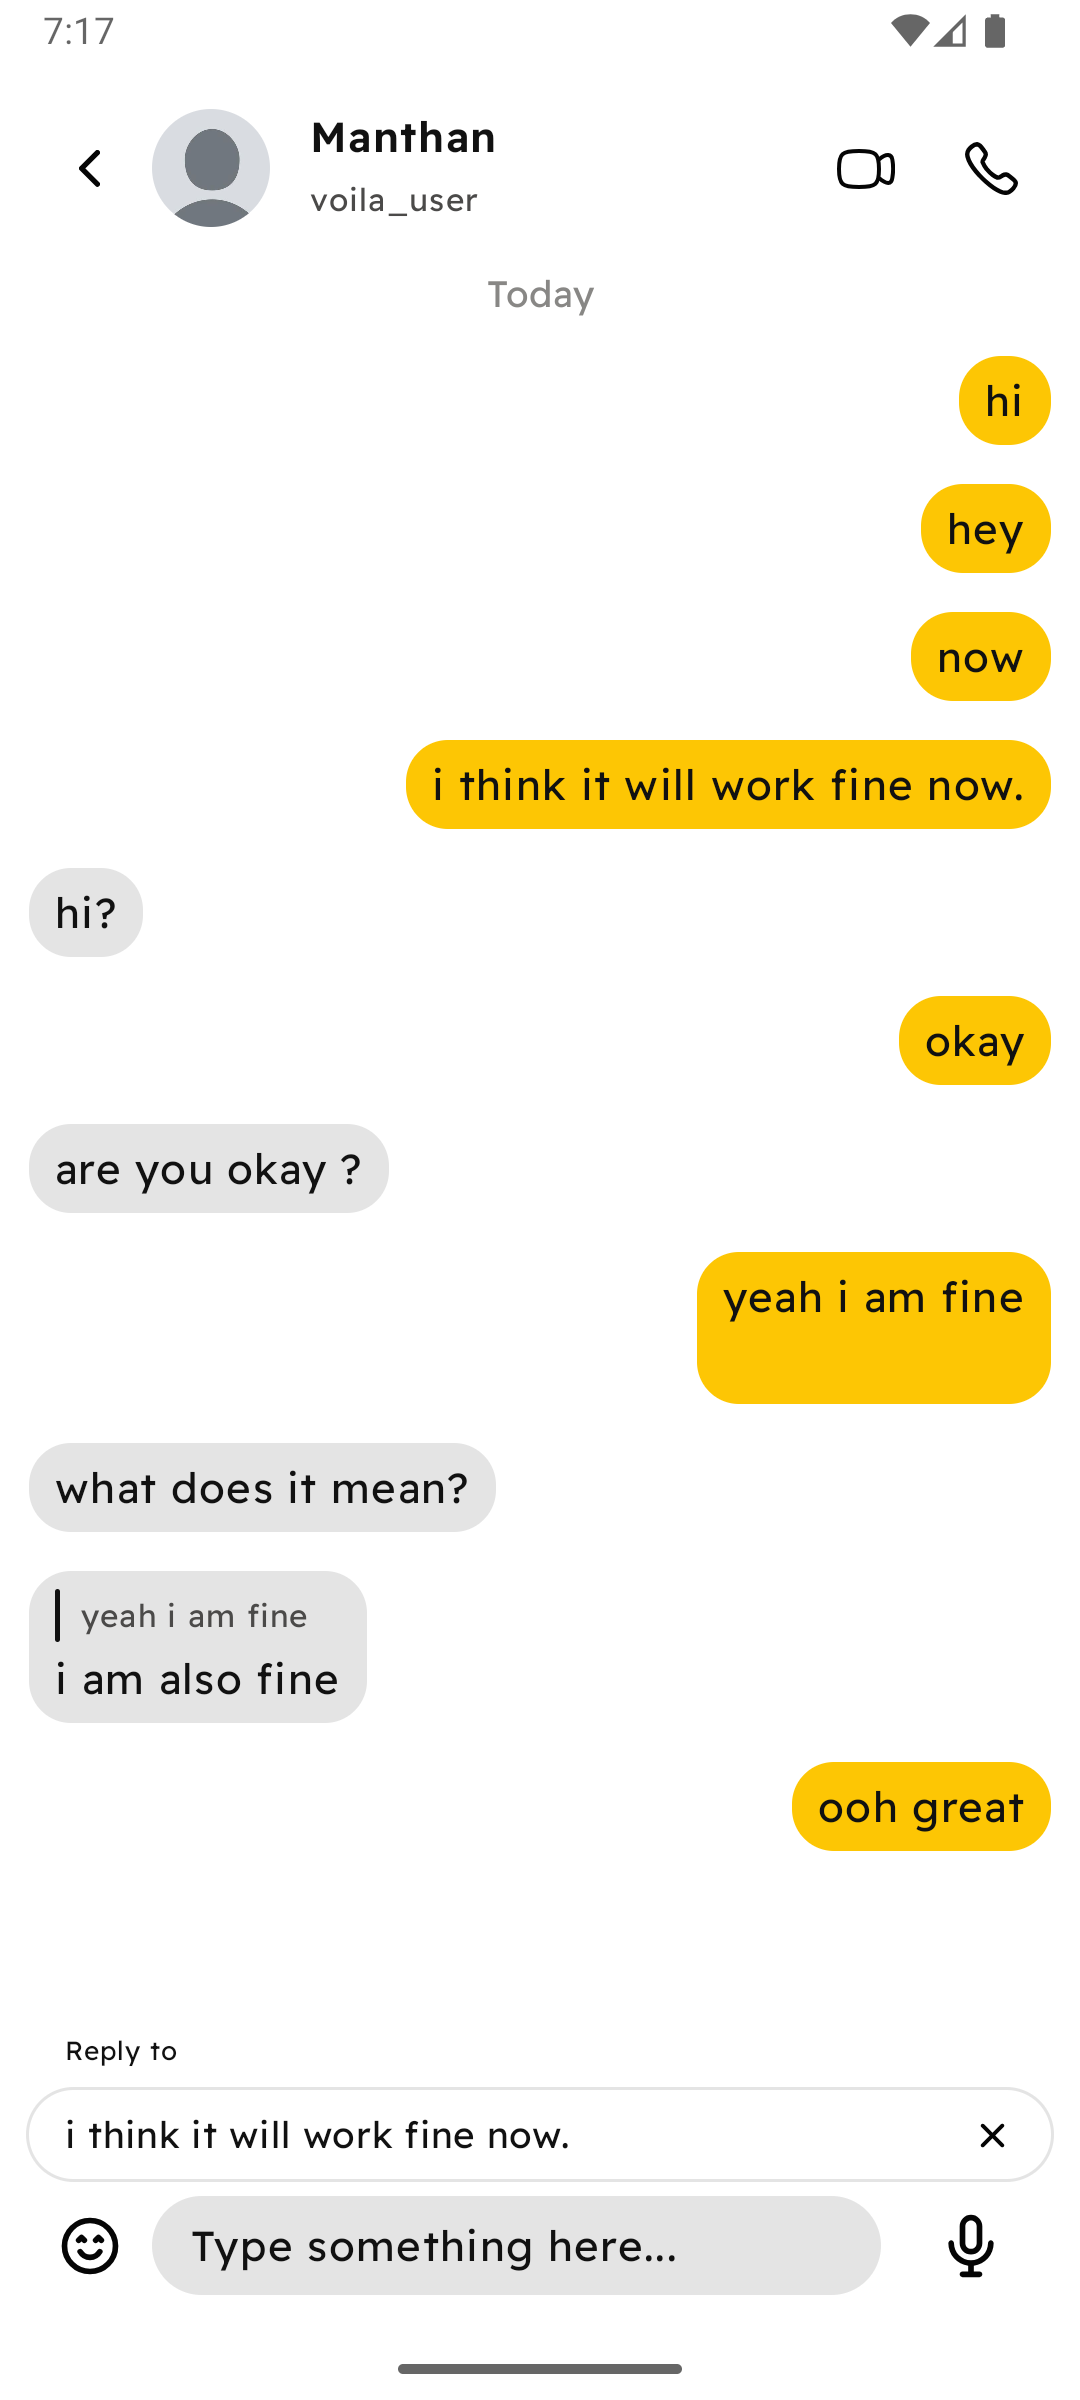 7:17
Manthan
voila_user
Today
hi
hey
now
i think it will work fine now.
hi?
okay
are you okay ?
yeah i am fine
what does it mean?
yeah i am fine
i am also fine
ooh great
Reply to
i think it will work fine now.
Type something here...